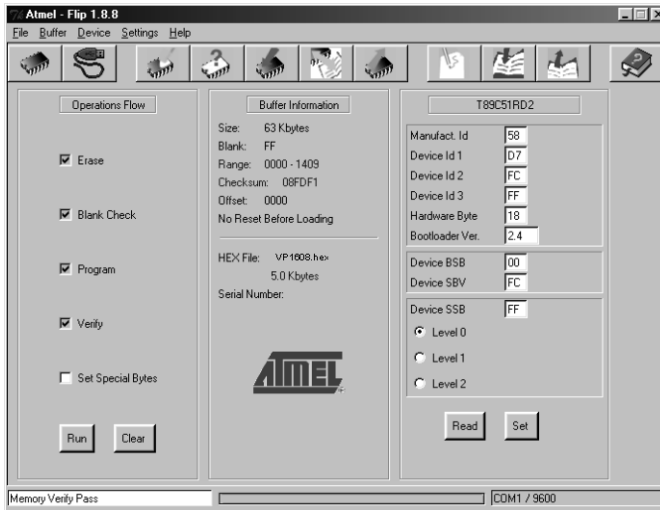 Atmel - Flip 1.8.8
File Buffer Device Settings Help
Operations Flow
Erase
Blank Check
Program
Verify
Set Special Bytes
Run Clear
Buffer Information
Size: 63 Kbytes
Blank: FF
Range: 0000 - 1409
Checksum: 08FDF1
Offset: 0000
No Reset Before Loading
HEX File: VP1608.hex
5.0 Kbytes
Serial Number:
ATMEL
T89C51RD2
Manufact. Id 58
Device Id 1 D7
Device Id 2 FC
Device Id 3 FF
Hardware Byte 18
Bootloader Ver. 2.4
Device BSB 00
Device SBV FC
Device SSB FF
Level 0
Level 1
Level 2
Read Set
Memory Verify Pass
COM1 / 9600